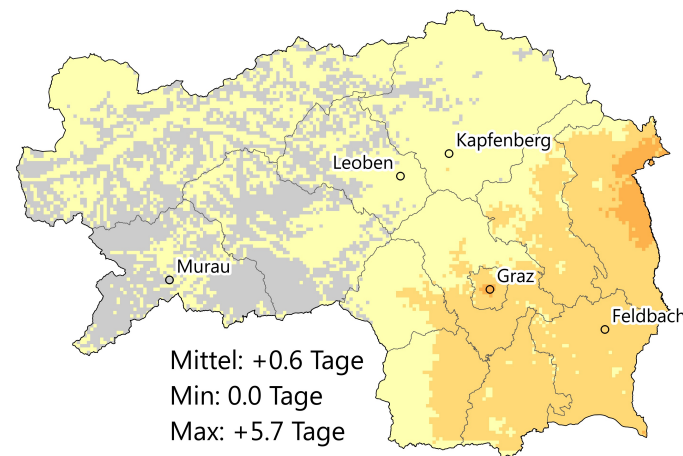 Kapfenberg
Leoben
Murau
Graz
Feldbach
Mittel: +0.6 Tage
Min: 0.0 Tage
Max: +5.7 Tage